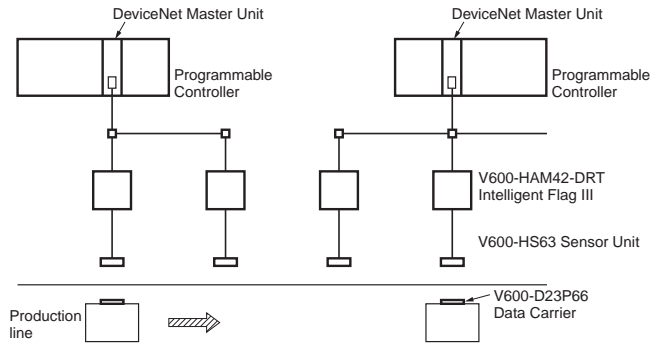 DeviceNet Master Unit
DeviceNet Master Unit
Programmable
Controller
Programmable
Controller
V600-HAM42-DRT
Intelligent Flag III
V600-HS63 Sensor Unit
V600-D23P66
Data Carrier
Production
line